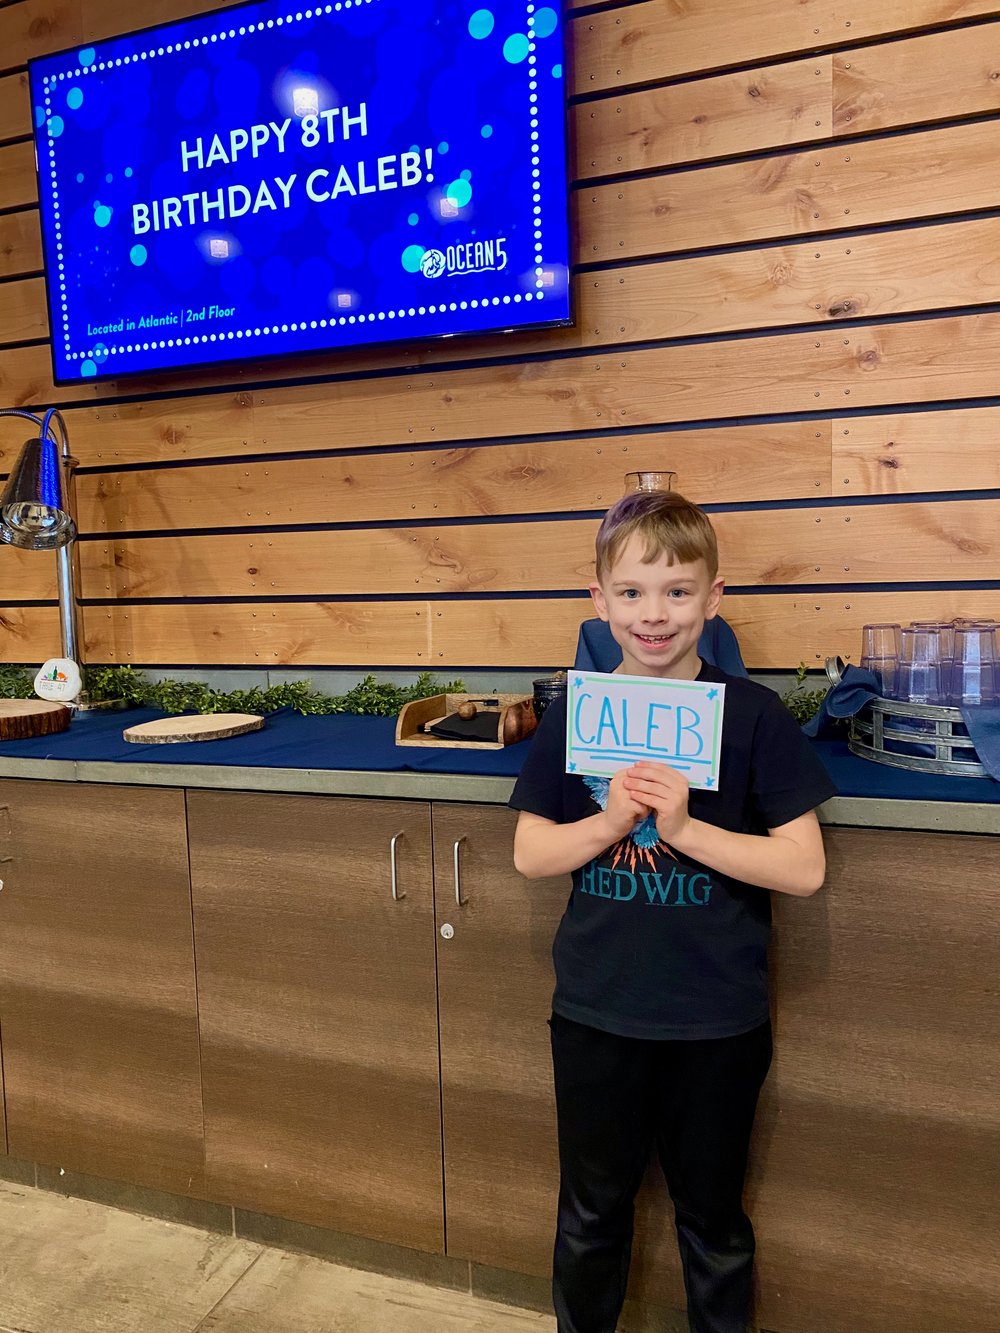 HAPPY 8TH
BIRTHDAY CALEB!
OCEAN5
Located in Atlantic | 2nd Floor
CALEB
HEDWIG